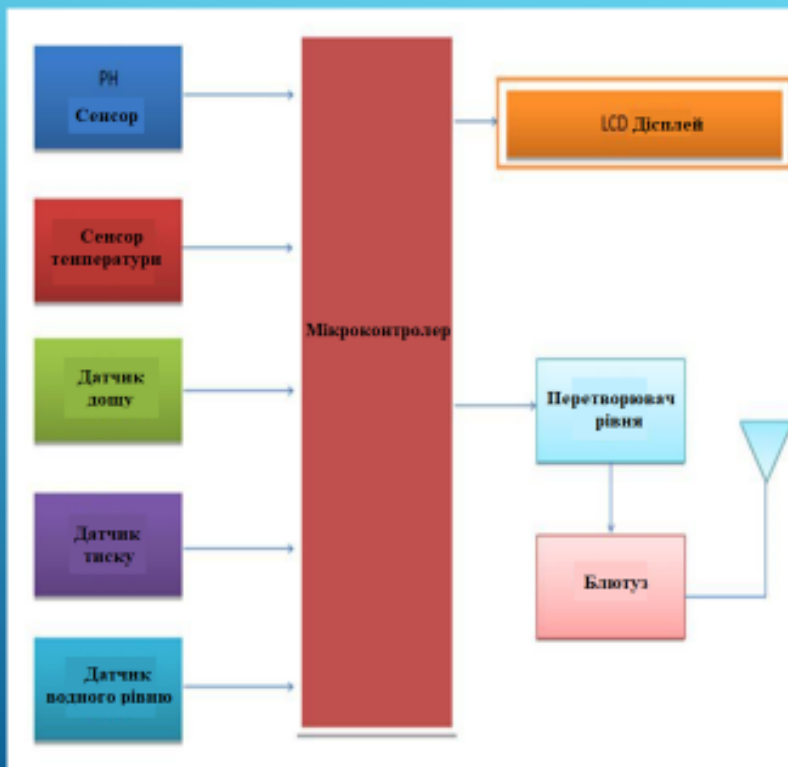 PH
Сенсор
Сенсор
температури
Датчик
дощу
Датчик
тиску
Датчик
водного рівню
Мікроконтролер
LCD Дісплей
Перетворювач
рівня
Блютуз